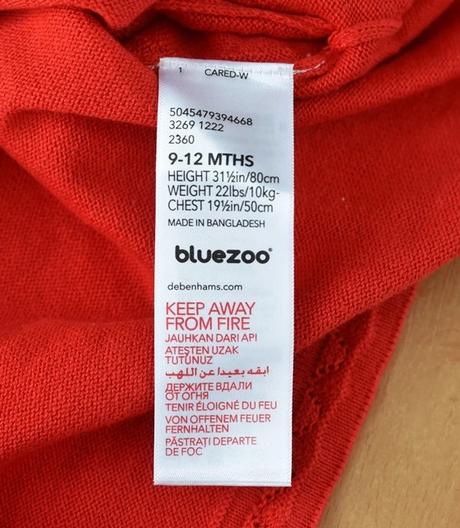 1 CARED-W
5045479394668
3269 1222
2360
9-12 MTHS
HEIGHT 31½in/80cm
WEIGHT 22lbs/10kg-
CHEST 19½in/50cm
MADE IN BANGLADESH
bluezoo®
debenhams.com
KEEP AWAY
FROM FIRE
JAUHKAN DARI API
ATEŞTEN UZAK
TUTUNUZ
ابقه بعيدا عن اللهب
ДЕРЖИТЕ ВДАЛИ
ОТ ОГНЯ
TENIR ÉLOIGNÉ DU FEU
VON OFFENEM FEUER
FERNHALTEN
PĂSTRAȚI DEPARTE
DE FOC